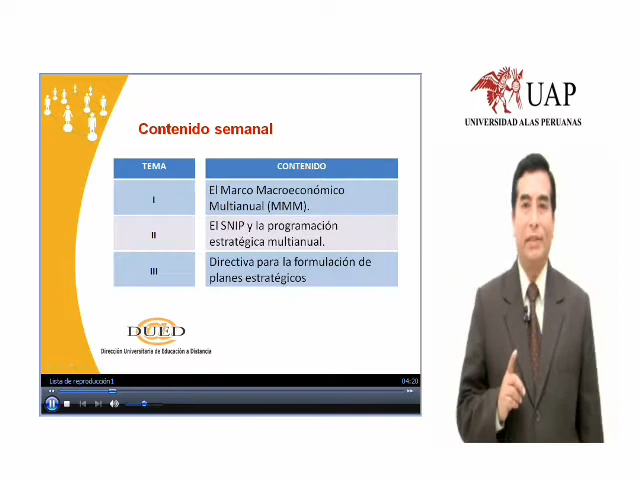 Contenido semanal
TEMA
CONTENIDO
I
El Marco Macroeconómico
Multianual (MMM).
II
El SNIP y la programación
estratégica multianual.
III
Directiva para la formulación de
planes estratégicos
DUED
Dirección Universitaria de Educación a Distancia
Lista de reproducción1
04:20
UAP
UNIVERSIDAD ALAS PERUANAS